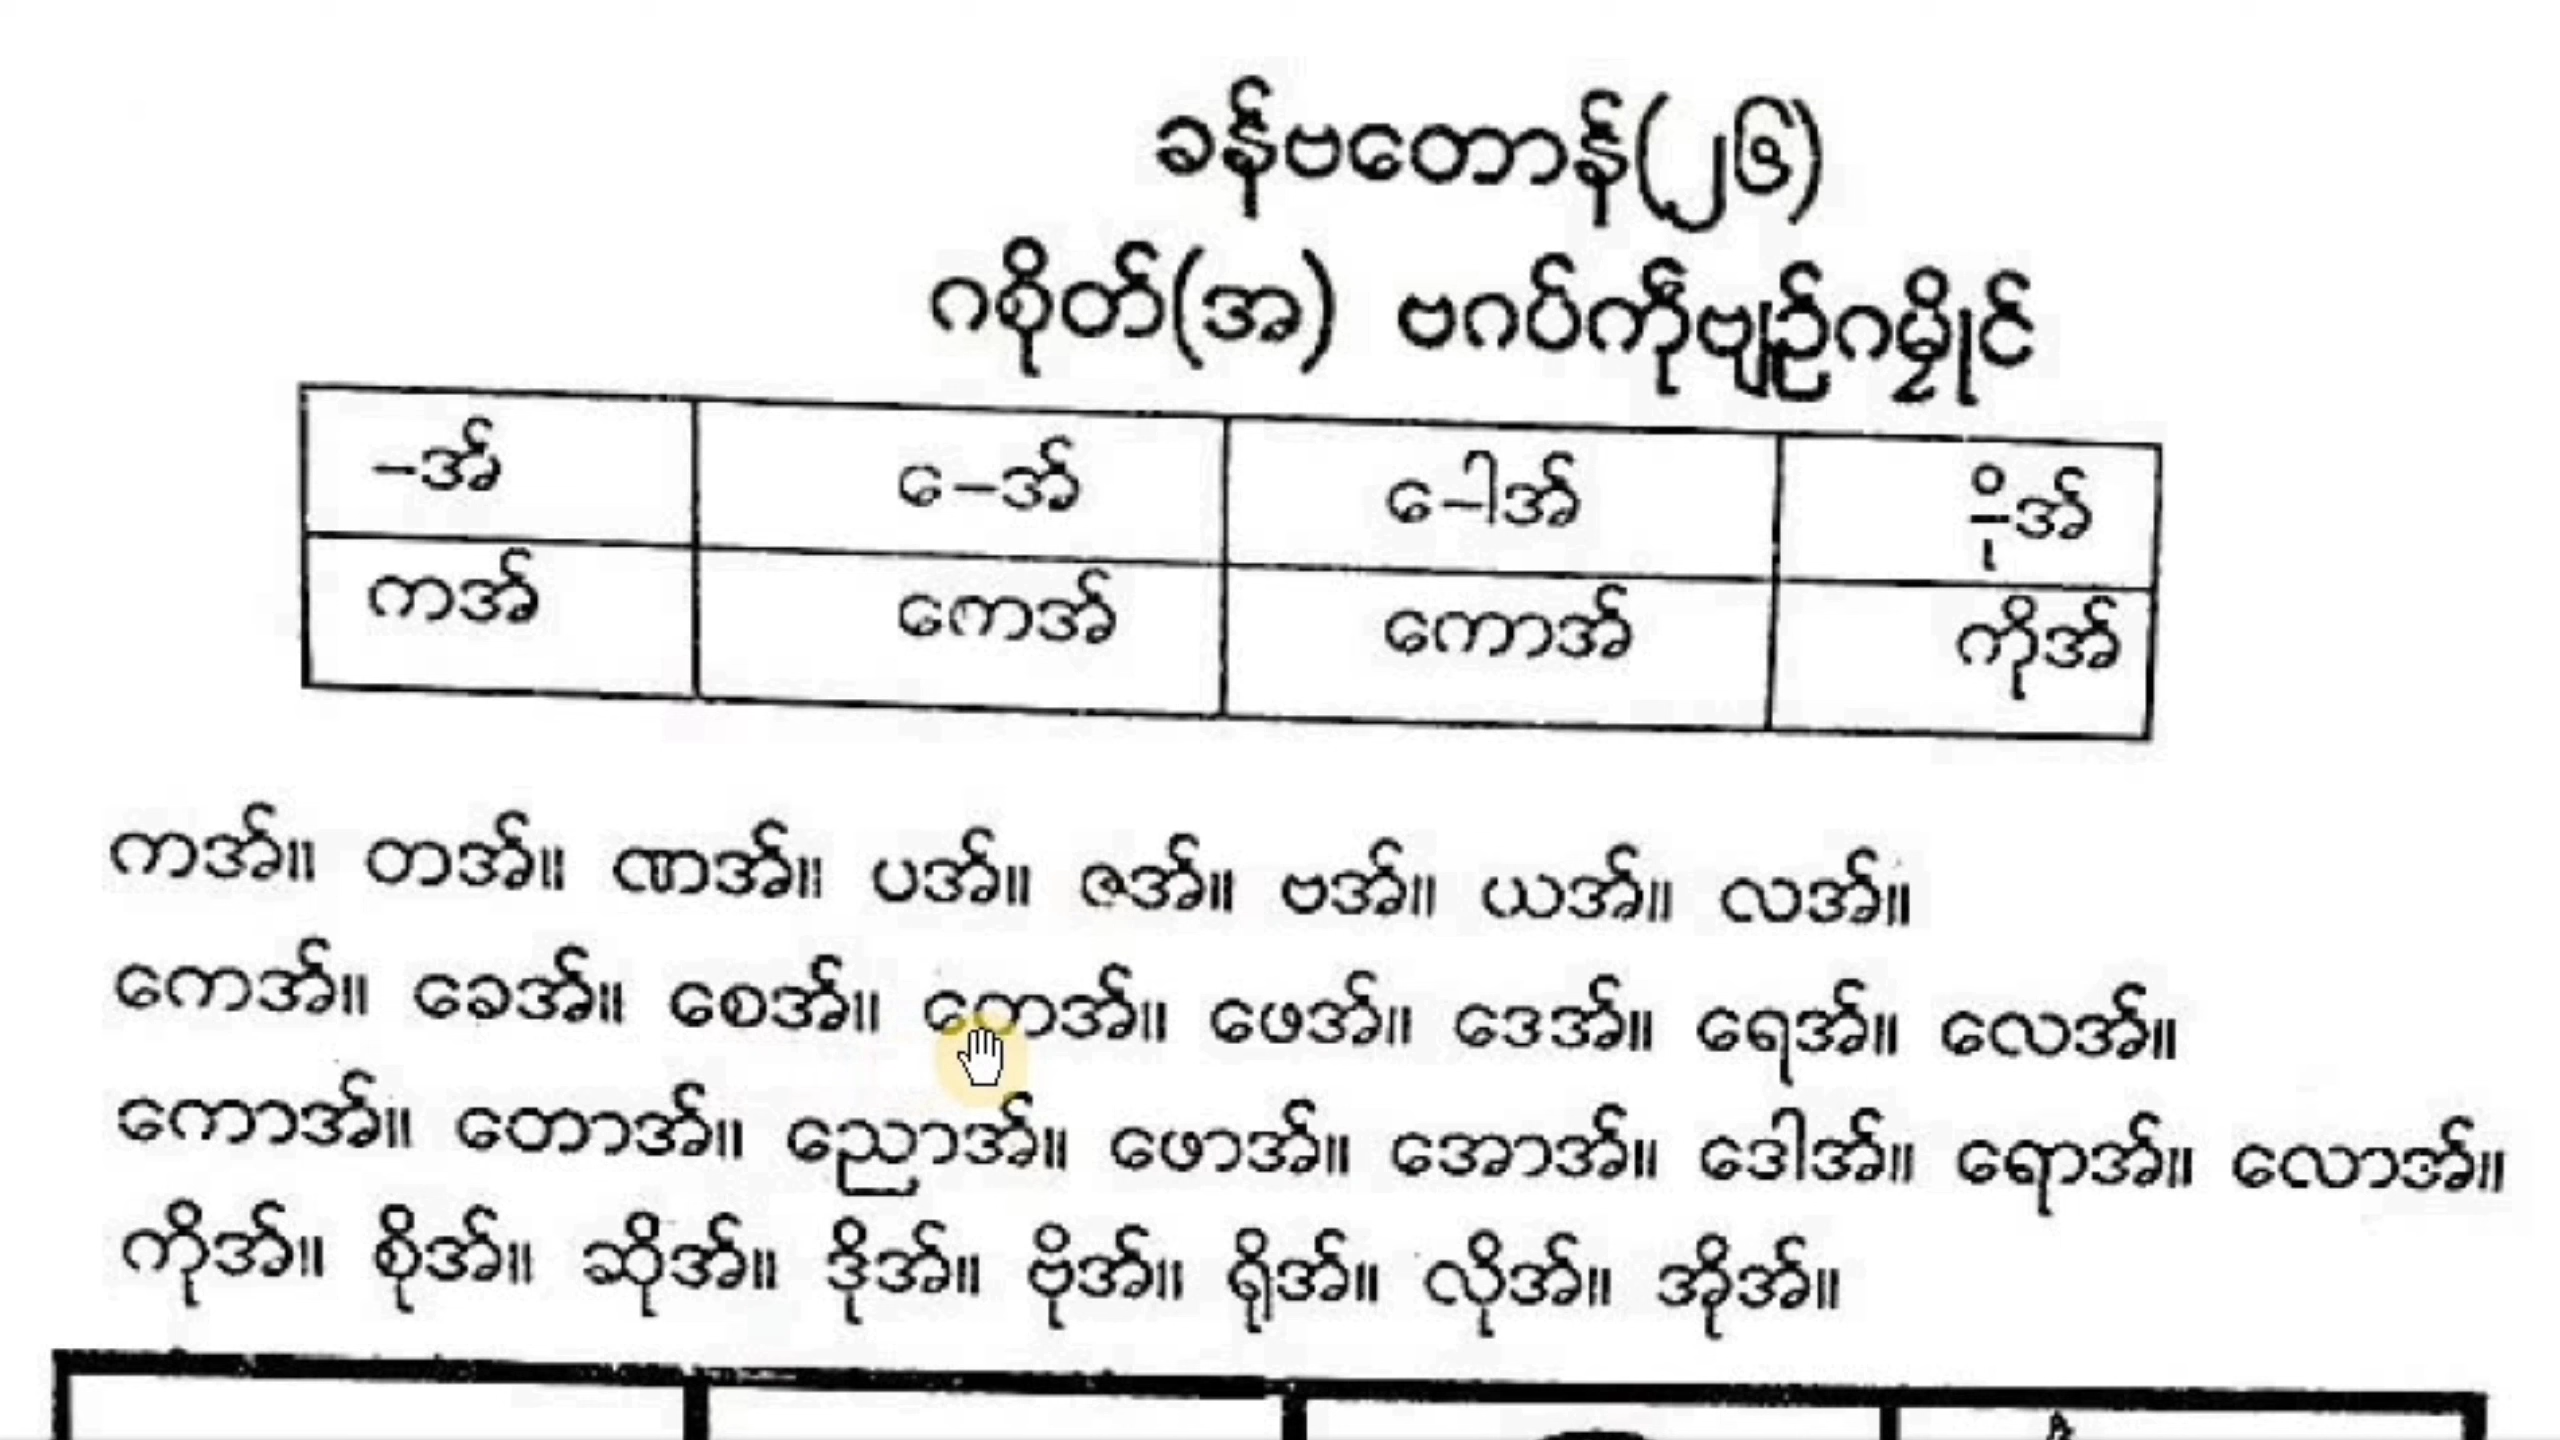 ခန်ဗတောန်(၂၆)
ဂစိုတ်(အ) ဗဂပ်ကဵုဗျဉ်ဂမၠိုင်
–အ် ေ–အ် ေ–ါအ် –ိုအ်
ကအ် ကေအ် ကောအ် ကိုအ်
ကအ်။ တအ်။ ဏအ်။ ပအ်။ ဇအ်။ ဗအ်။ ယအ်။ လအ်။
ကေအ်။ ခေအ်။ စေအ်။ ဏေအ်။ ဖေအ်။ ဒေအ်။ ရေအ်။ လေအ်။
ကောအ်။ တောအ်။ ညောအ်။ ဖောအ်။ အောအ်။ ဒေါအ်။ ရောအ်။ လောအ်။
ကိုအ်။ စိုအ်။ ဆိုအ်။ ဒိုအ်။ ဗိုအ်။ ရိုအ်။ လိုအ်။ အိုအ်။